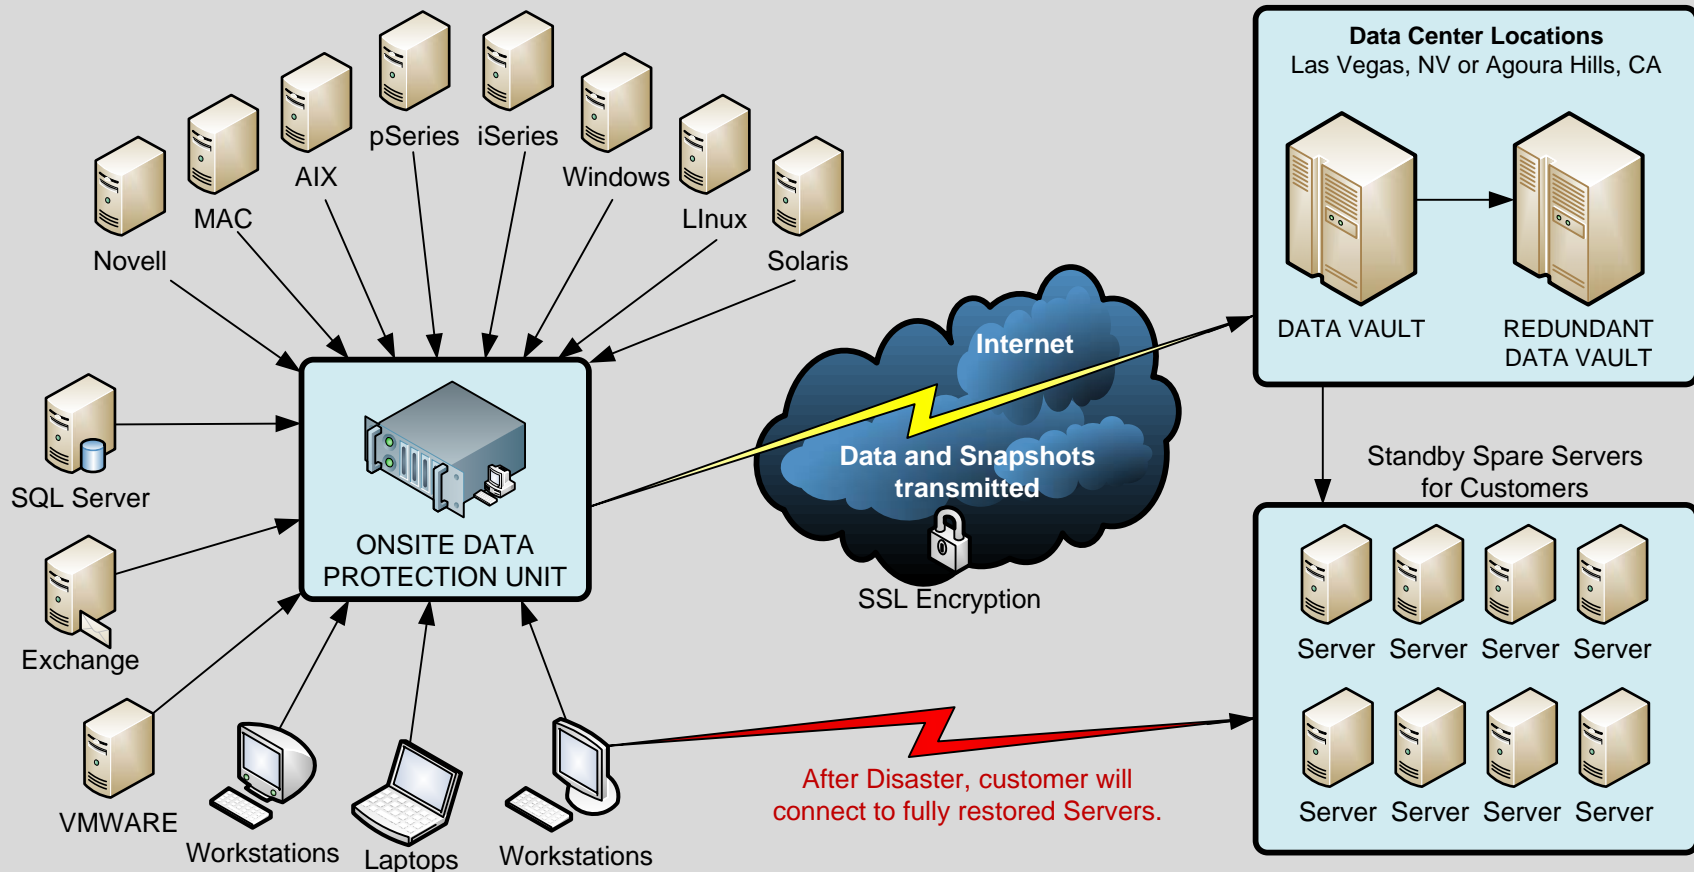 Data Center Locations
Las Vegas, NV or Agoura Hills, CA
pSeries
iSeries
AIX
Windows
MAC
LInux
Novell
Solaris
DATA VAULT
REDUNDANT
DATA VAULT
Internet
Data and Snapshots
transmitted
SSL Encryption
SQL Server
ONSITE DATA
PROTECTION UNIT
Exchange
VMWARE
Workstations
Laptops
Workstations
Standby Spare Servers
for Customers
Server
Server
Server
Server
Server
Server
Server
Server
After Disaster, customer will
connect to fully restored Servers.